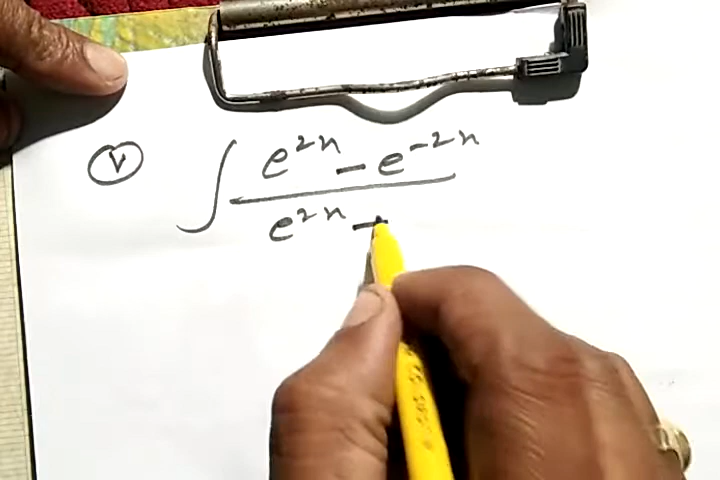 (v) ∫ (e^{2x} - e^{-2x}) / (e^{2x} -